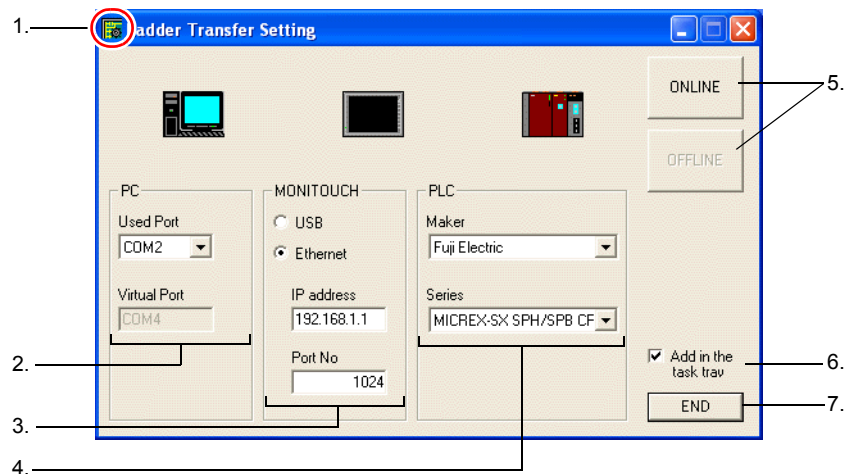 1.
adder Transfer Setting
ONLINE
5.
OFFLINE
PC
MONITOUCH
PLC
Used Port
USB
Maker
COM2
Ethernet
Fuji Electric
Virtual Port
IP address
Series
COM4
192.168.1.1
MICREX-SX SPH/SPB CF
2.
Port No
1024
Add in the
task tray
6.
3.
END
7.
4.